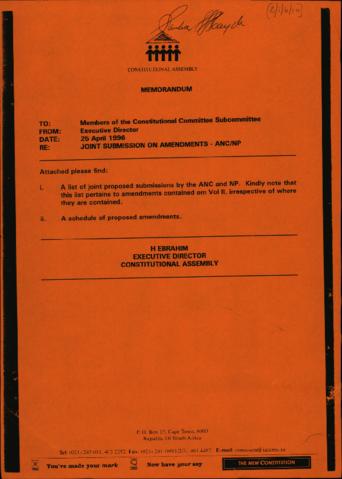 CONSTITUTIONAL ASSEMBLY
MEMORANDUM
TO: Members of the Constitutional Committee Subcommittee
FROM: Executive Director
DATE: 25 April 1996
RE: JOINT SUBMISSION ON AMENDMENTS - ANC/NP
Attached please find:
i. A list of joint proposed submissions by the ANC and NP. Kindly note that
this list pertains to amendments contained om Vol II, irrespective of where
they are contained.
ii. A schedule of proposed amendments.
H EBRAHIM
EXECUTIVE DIRECTOR
CONSTITUTIONAL ASSEMBLY
P. O. Box 15, Cape Town, 8000
Republic Of South Africa
You've made your mark Now have your say THE NEW CONSTITUTION